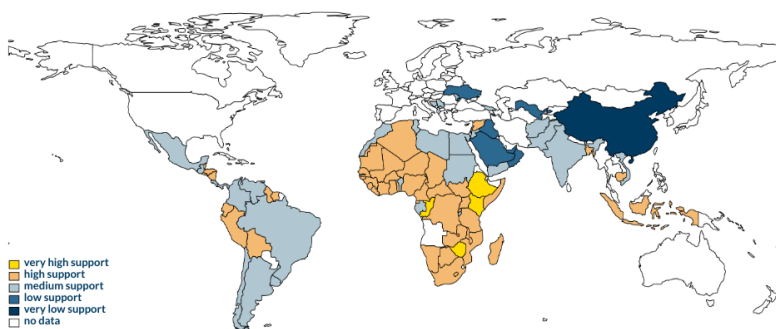 very high support
high support
medium support
low support
very low support
no data